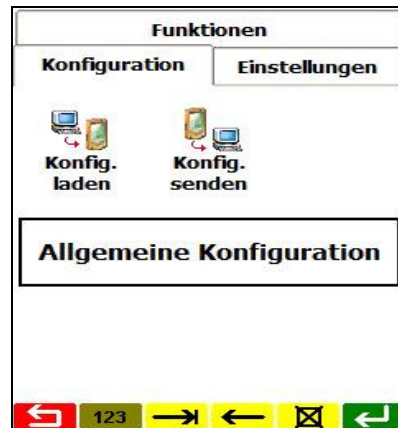 Funktionen
Konfiguration Einstellungen
Konfig. Konfig.
laden senden
Allgemeine Konfiguration
123